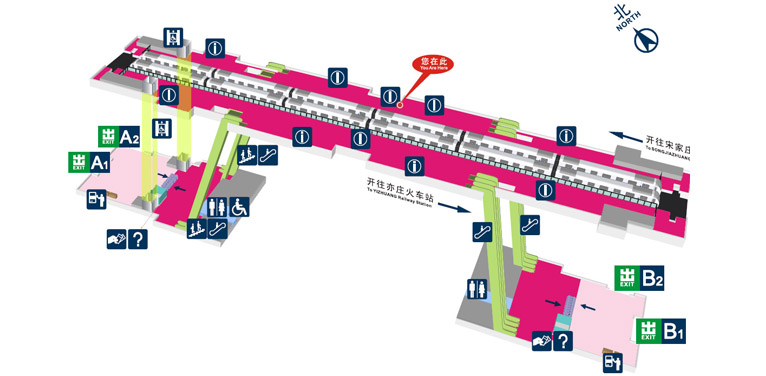 北
NORTH
您在此
You Are Here
开往宋家庄
To SONGJIAZHUANG
开往亦庄火车站
To YIZHUANG Railway Station
出 EXIT A2
出 EXIT A1
?
出 EXIT B2
出 EXIT B1
?